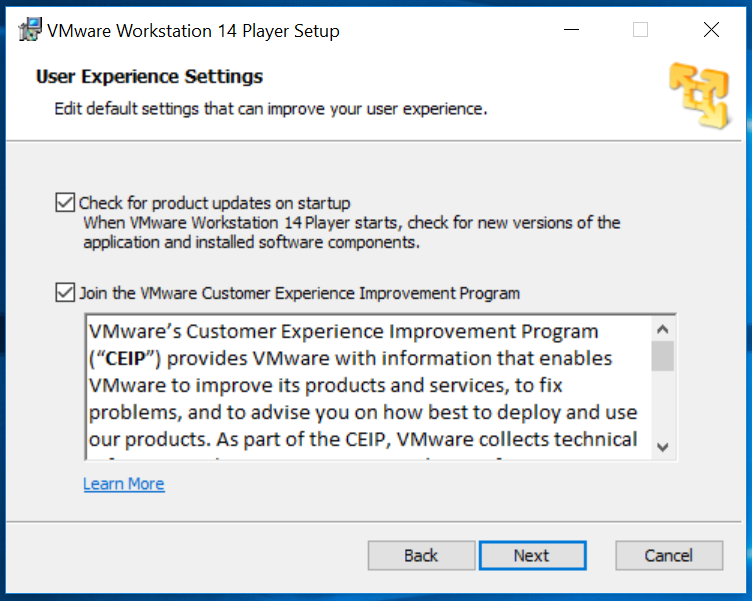 VMware Workstation 14 Player Setup
User Experience Settings
Edit default settings that can improve your user experience.
Check for product updates on startup
When VMware Workstation 14 Player starts, check for new versions of the
application and installed software components.
Join the VMware Customer Experience Improvement Program
VMware’s Customer Experience Improvement Program
(“CEIP”) provides VMware with information that enables
VMware to improve its products and services, to fix
problems, and to advise you on how best to deploy and use
our products. As part of the CEIP, VMware collects technical
Learn More
Back Next Cancel